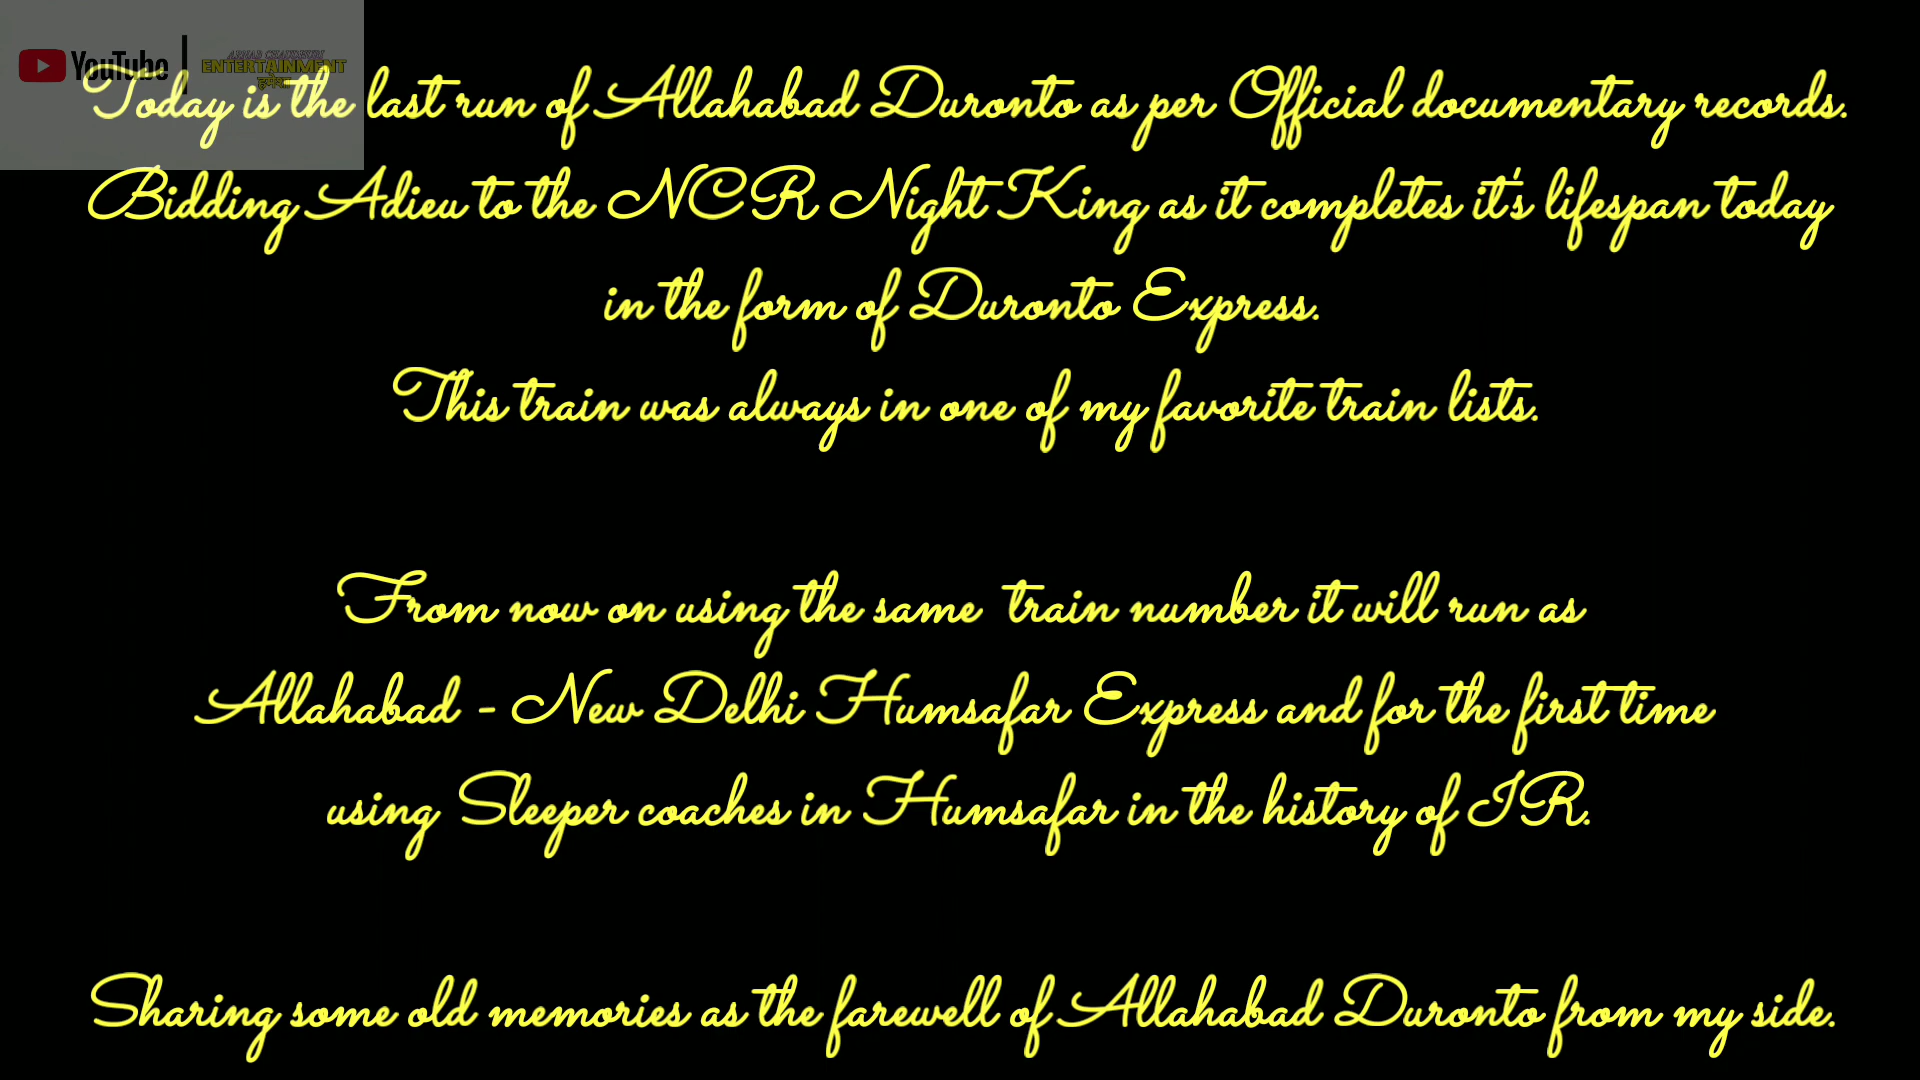 YouTube
ARNAB CHAUDHURI
ENTERTAINMENT
Today is the last run of Allahabad Duronto as per Official documentary records.
Bidding Adieu to the NCR Night King as it completes it's lifespan today
in the form of Duronto Express.
This train was always in one of my favorite train lists.
From now on using the same train number it will run as
Allahabad - New Delhi Humsafar Express and for the first time
using Sleeper coaches in Humsafar in the history of IR.
Sharing some old memories as the farewell of Allahabad Duronto from my side.